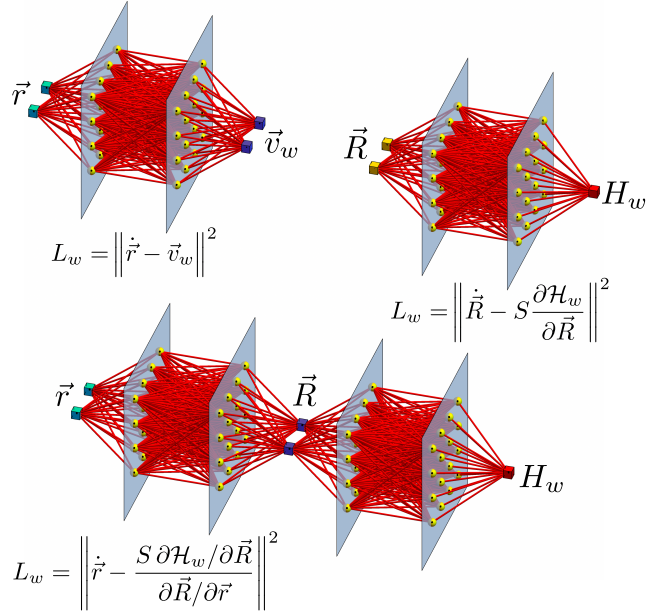 $\vec{r}$
$\vec{v}_w$
$L_w = \left\| \dot{\vec{r}} - \vec{v}_w \right\|^2$
$\vec{R}$
$H_w$
$L_w = \left\| \dot{\vec{R}} - S \frac{\partial \mathcal{H}_w}{\partial \vec{R}} \right\|^2$
$\vec{r}$
$\vec{R}$
$H_w$
$L_w = \left\| \dot{\vec{r}} - \frac{S \, \partial \mathcal{H}_w / \partial \vec{R}}{\partial \vec{R} / \partial \vec{r}} \right\|^2$